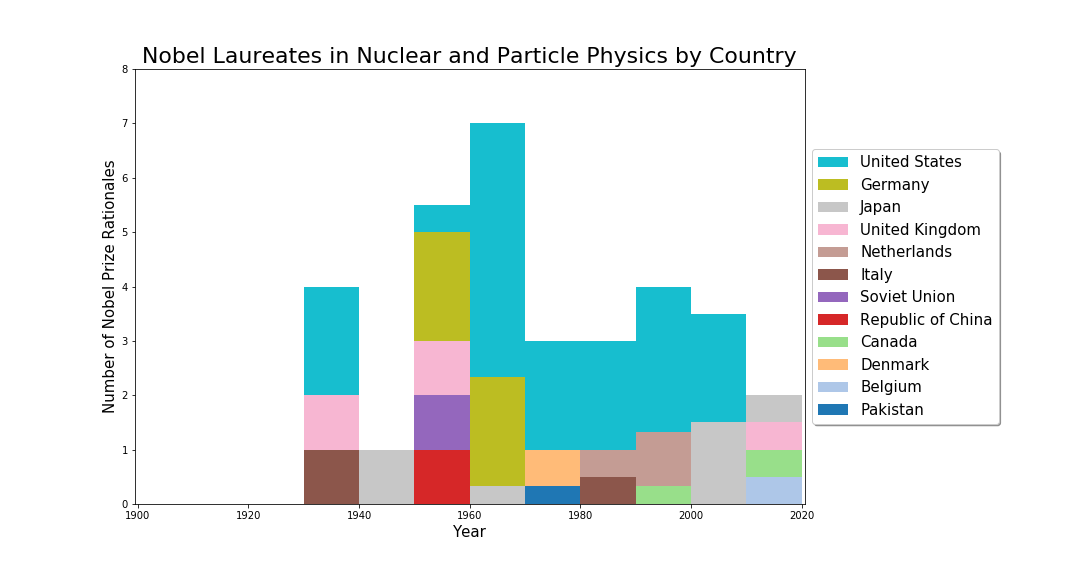 Nobel Laureates in Nuclear and Particle Physics by Country
8
7
6
5
4
3
2
1
0
Number of Nobel Prize Rationales
1900 1920 1940 1960 1980 2000 2020
Year
United States
Germany
Japan
United Kingdom
Netherlands
Italy
Soviet Union
Republic of China
Canada
Denmark
Belgium
Pakistan